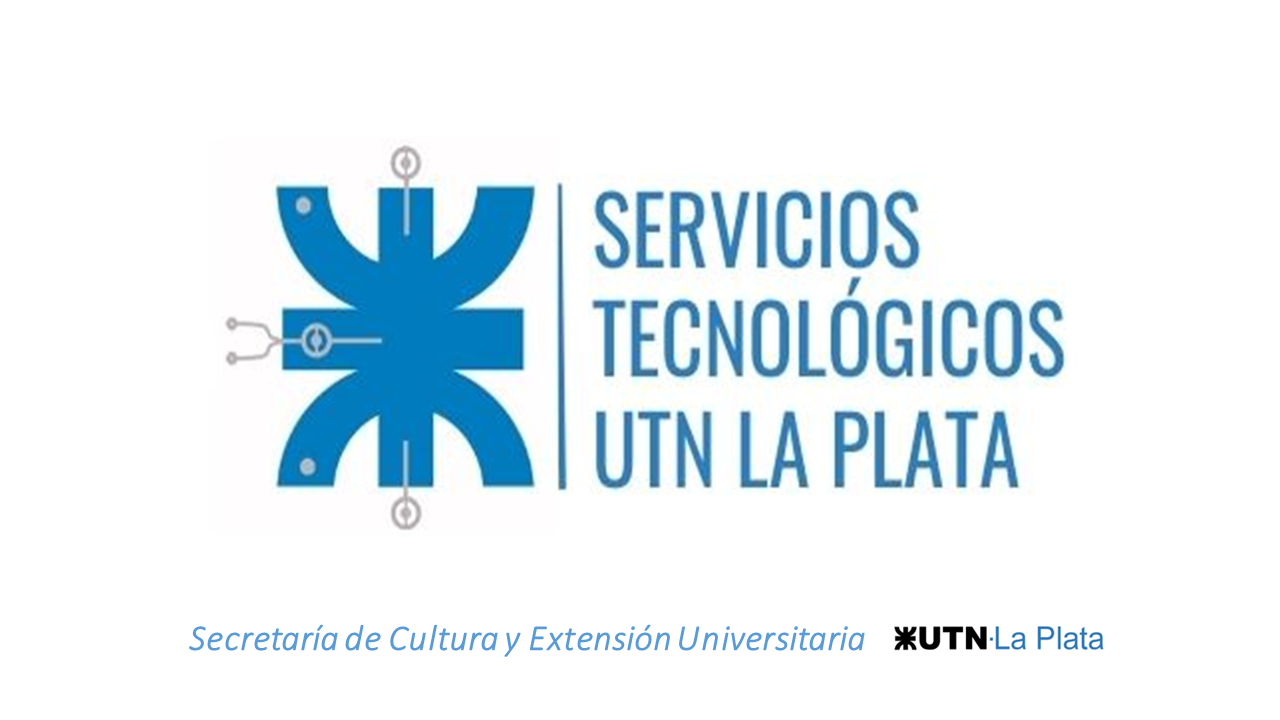 SERVICIOS
TECNOLÓGICOS
UTN LA PLATA
Secretaría de Cultura y Extensión Universitaria UTN·La Plata